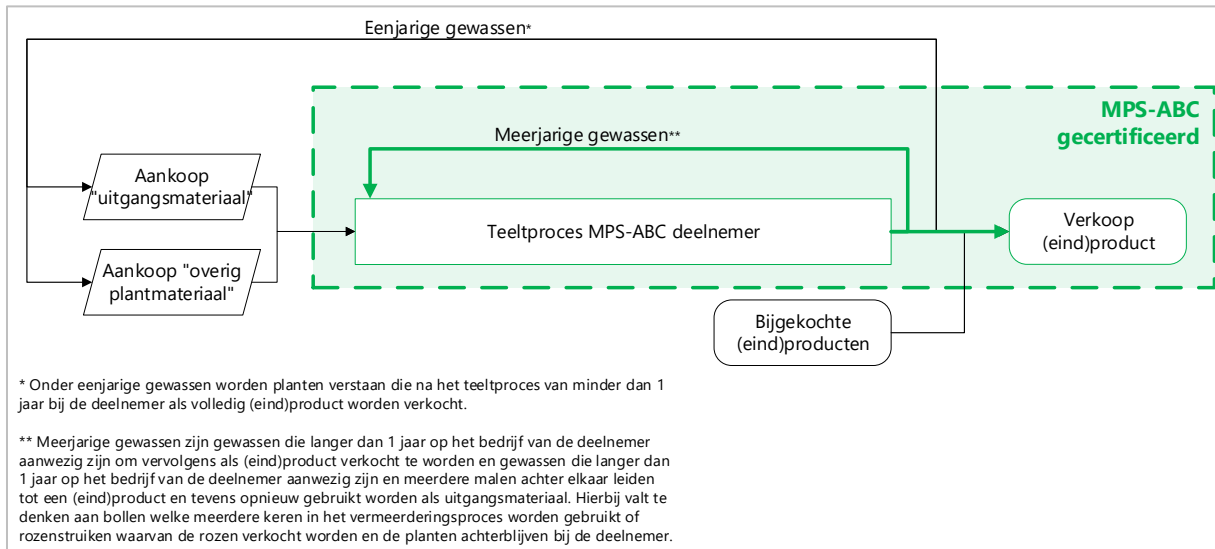 Eenjarige gewassen*
MPS-ABC
gecertificeerd
Meerjarige gewassen**
Aankoop
"uitgangsmateriaal"
Teeltproces MPS-ABC deelnemer
Verkoop
(eind)product
Aankoop "overig
plantmateriaal"
Bijgekochte
(eind)producten
* Onder eenjarige gewassen worden planten verstaan die na het teeltproces van minder dan 1
jaar bij de deelnemer als volledig (eind)product worden verkocht.
** Meerjarige gewassen zijn gewassen die langer dan 1 jaar op het bedrijf van de deelnemer
aanwezig zijn om vervolgens als (eind)product verkocht te worden en gewassen die langer dan
1 jaar op het bedrijf van de deelnemer aanwezig zijn en meerdere malen achter elkaar leiden
tot een (eind)product en tevens opnieuw gebruikt worden als uitgangsmateriaal. Hierbij valt te
denken aan bollen welke meerdere keren in het vermeerderingsproces worden gebruikt of
rozenstruiken waarvan de rozen verkocht worden en de planten achterblijven bij de deelnemer.